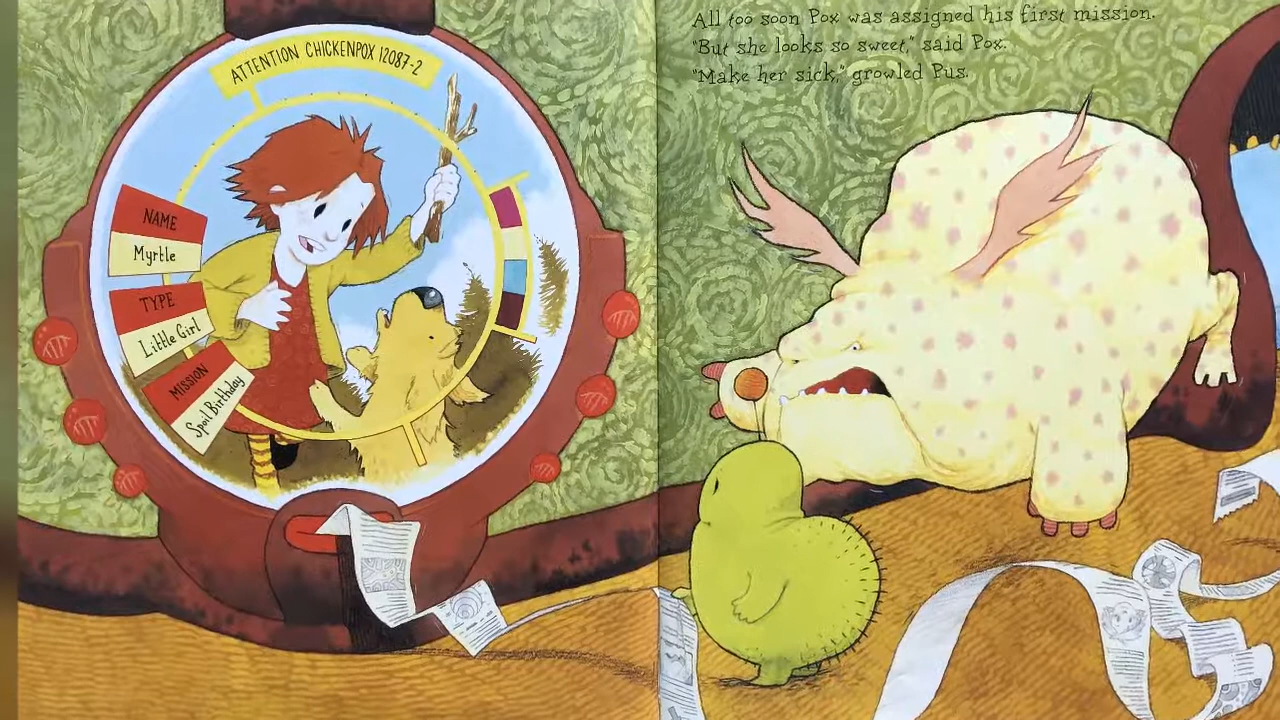 ATTENTION CHICKENPOX 12087-2
NAME
Myrtle
TYPE
Little Girl
MISSION
Spoil Birthday
All too soon Pox was assigned his first mission.
"But she looks so sweet," said Pox.
"Make her sick," growled Pus.